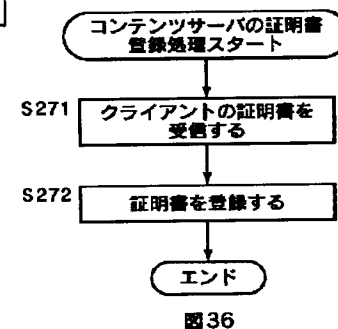 コンテンツサーバの証明書
登録処理スタート
S271
クライアントの証明書を
受信する
S272
証明書を登録する
エンド
図36